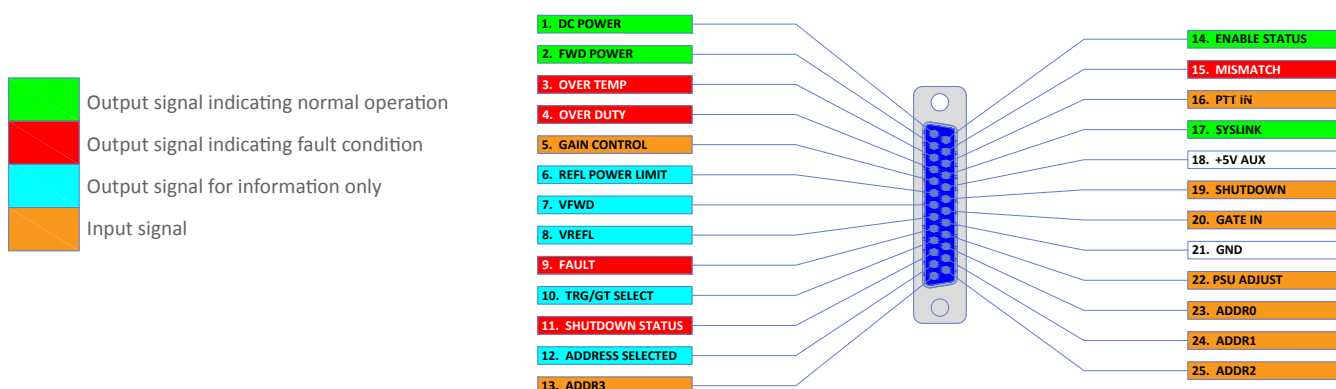 Output signal indicating normal operation
Output signal indicating fault condition
Output signal for information only
Input signal
1. DC POWER
2. FWD POWER
3. OVER TEMP
4. OVER DUTY
5. GAIN CONTROL
6. REFL POWER LIMIT
7. VFWD
8. VREFL
9. FAULT
10. TRG/GT SELECT
11. SHUTDOWN STATUS
12. ADDRESS SELECTED
13. ADDR3
14. ENABLE STATUS
15. MISMATCH
16. PTT IN
17. SYSLINK
18. +5V AUX
19. SHUTDOWN
20. GATE IN
21. GND
22. PSU ADJUST
23. ADDR0
24. ADDR1
25. ADDR2